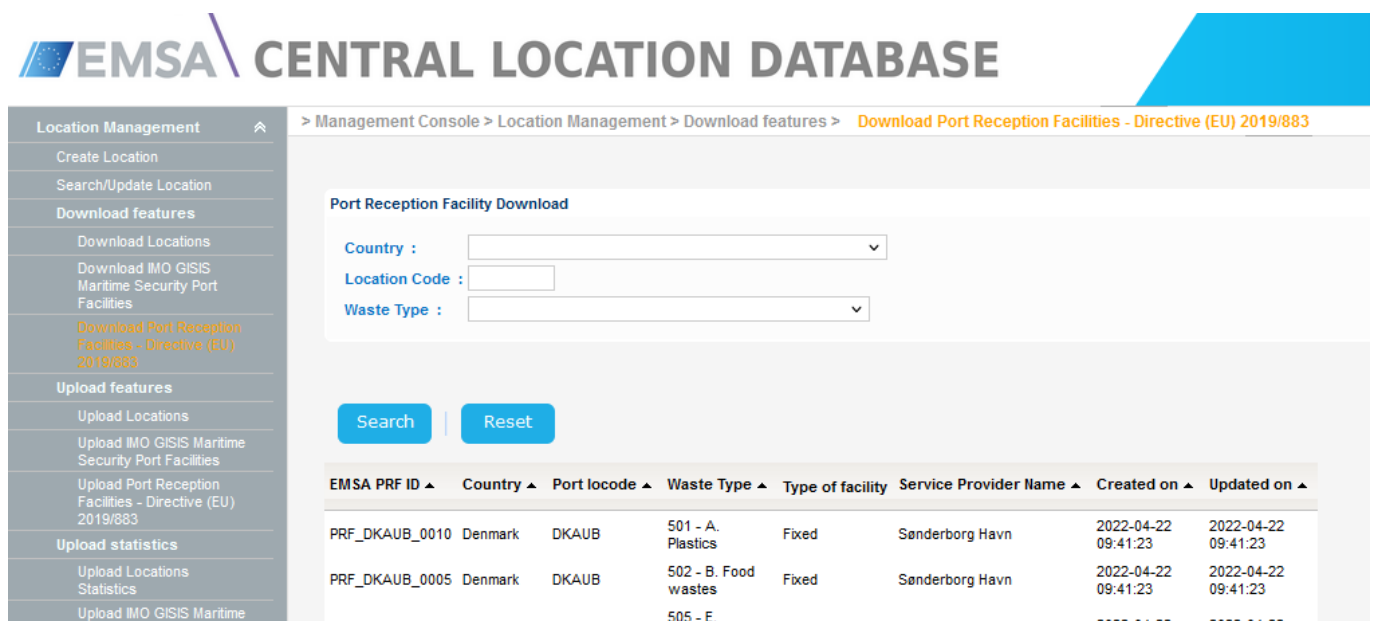 EMSA CENTRAL LOCATION DATABASE
Location Management
Create Location
Search/Update Location
Download features
Download Locations
Download IMO GISIS
Maritime Security Port
Facilities
Download Port Reception
Facilities - Directive (EU)
2019/883
Upload features
Upload Locations
Upload IMO GISIS Maritime
Security Port Facilities
Upload Port Reception
Facilities - Directive (EU)
2019/883
Upload statistics
Upload Locations
Statistics
Upload IMO GISIS Maritime
> Management Console > Location Management > Download features > Download Port Reception Facilities - Directive (EU) 2019/883
Port Reception Facility Download
Country :
Location Code :
Waste Type :
Search Reset
EMSA PRF ID Country Port locode Waste Type Type of facility Service Provider Name Created on Updated on
PRF_DKAUB_0010 Denmark DKAUB 501 - A. Plastics Fixed Sønderborg Havn 2022-04-22 09:41:23 2022-04-22 09:41:23
PRF_DKAUB_0005 Denmark DKAUB 502 - B. Food wastes Fixed Sønderborg Havn 2022-04-22 09:41:23 2022-04-22 09:41:23
505 - E.